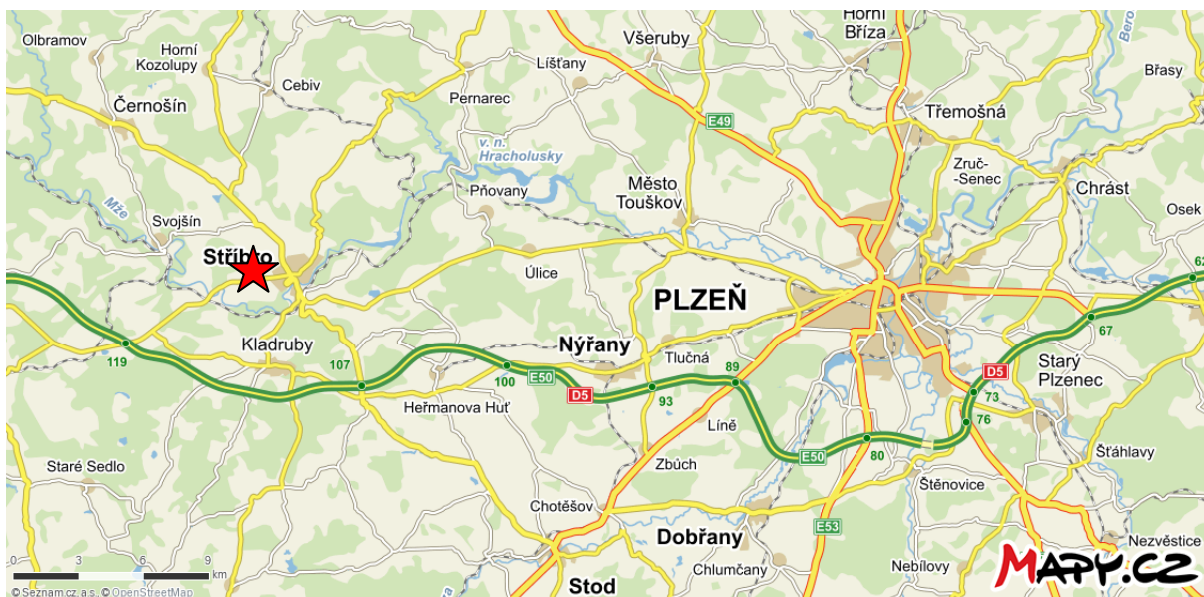 Horní
Bříza
Olbramov
Horní
Kozolupy
Cebiv
Všeruby
Líšťany
Břasy
Černošín
Pernarec
E49
Třemošná
v. n.
Hracholusky
Zruč-
-Senec
Chrást
Mže
Pňovany
Město
Touškov
Osek
Svojšín
Stříbro
Úlice
62
PLZEŇ
67
Kladruby
Nýřany
119
107
Tlučná
Starý
Plzenec
100
E50
D5
93
89
D5
73
Heřmanova Huť
Líně
76
Staré Sedlo
Zbůch
E50
80
Šťáhlavy
Štěnovice
Chotěšov
E53
Dobřany
Nezvěstice
0 3 6 9
km
Stod
Chlumčany
Nebílovy
MAPY.CZ
© Seznam.cz, a.s., © OpenStreetMap